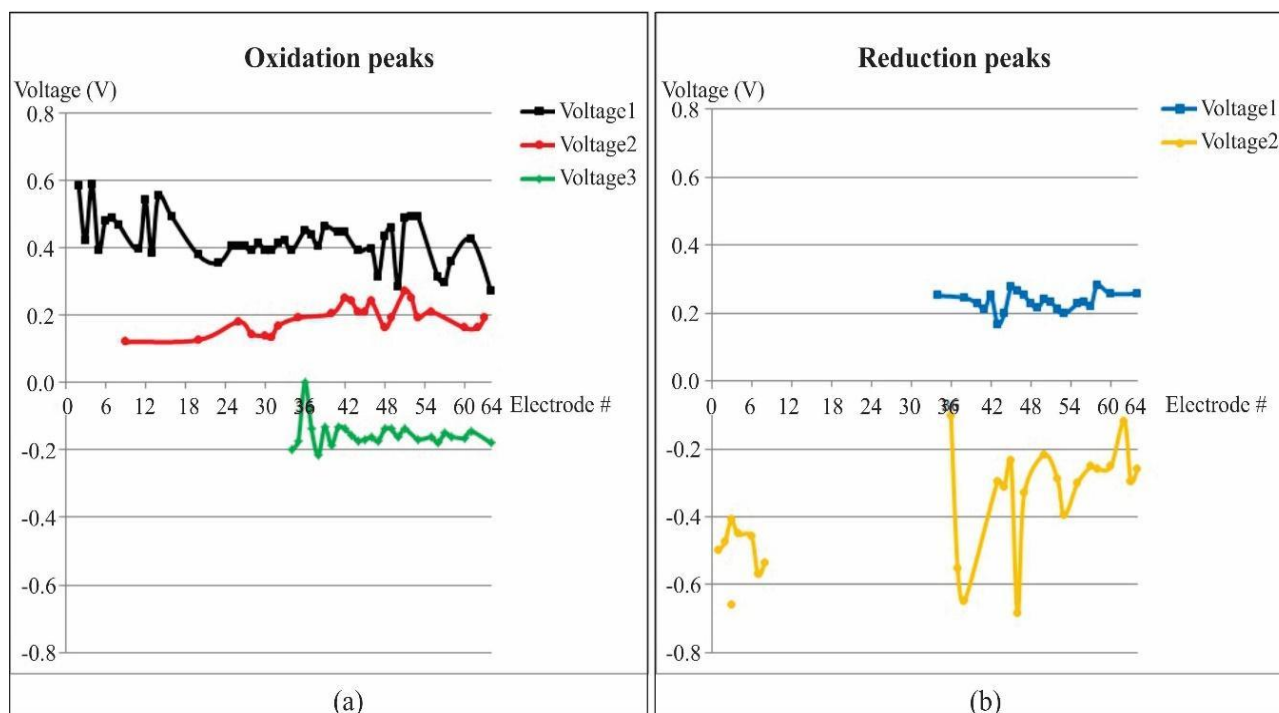 Oxidation peaks
Voltage (V)
Voltage1
Voltage2
Voltage3
0.8
0.6
0.4
0.2
0.0
-0.2
-0.4
-0.6
-0.8
0 6 12 18 24 30 36 42 48 54 60 64 Electrode #
(a)
Reduction peaks
Voltage (V)
Voltage1
Voltage2
0.8
0.6
0.4
0.2
0.0
-0.2
-0.4
-0.6
-0.8
0 6 12 18 24 30 36 42 48 54 60 64 Electrode #
(b)